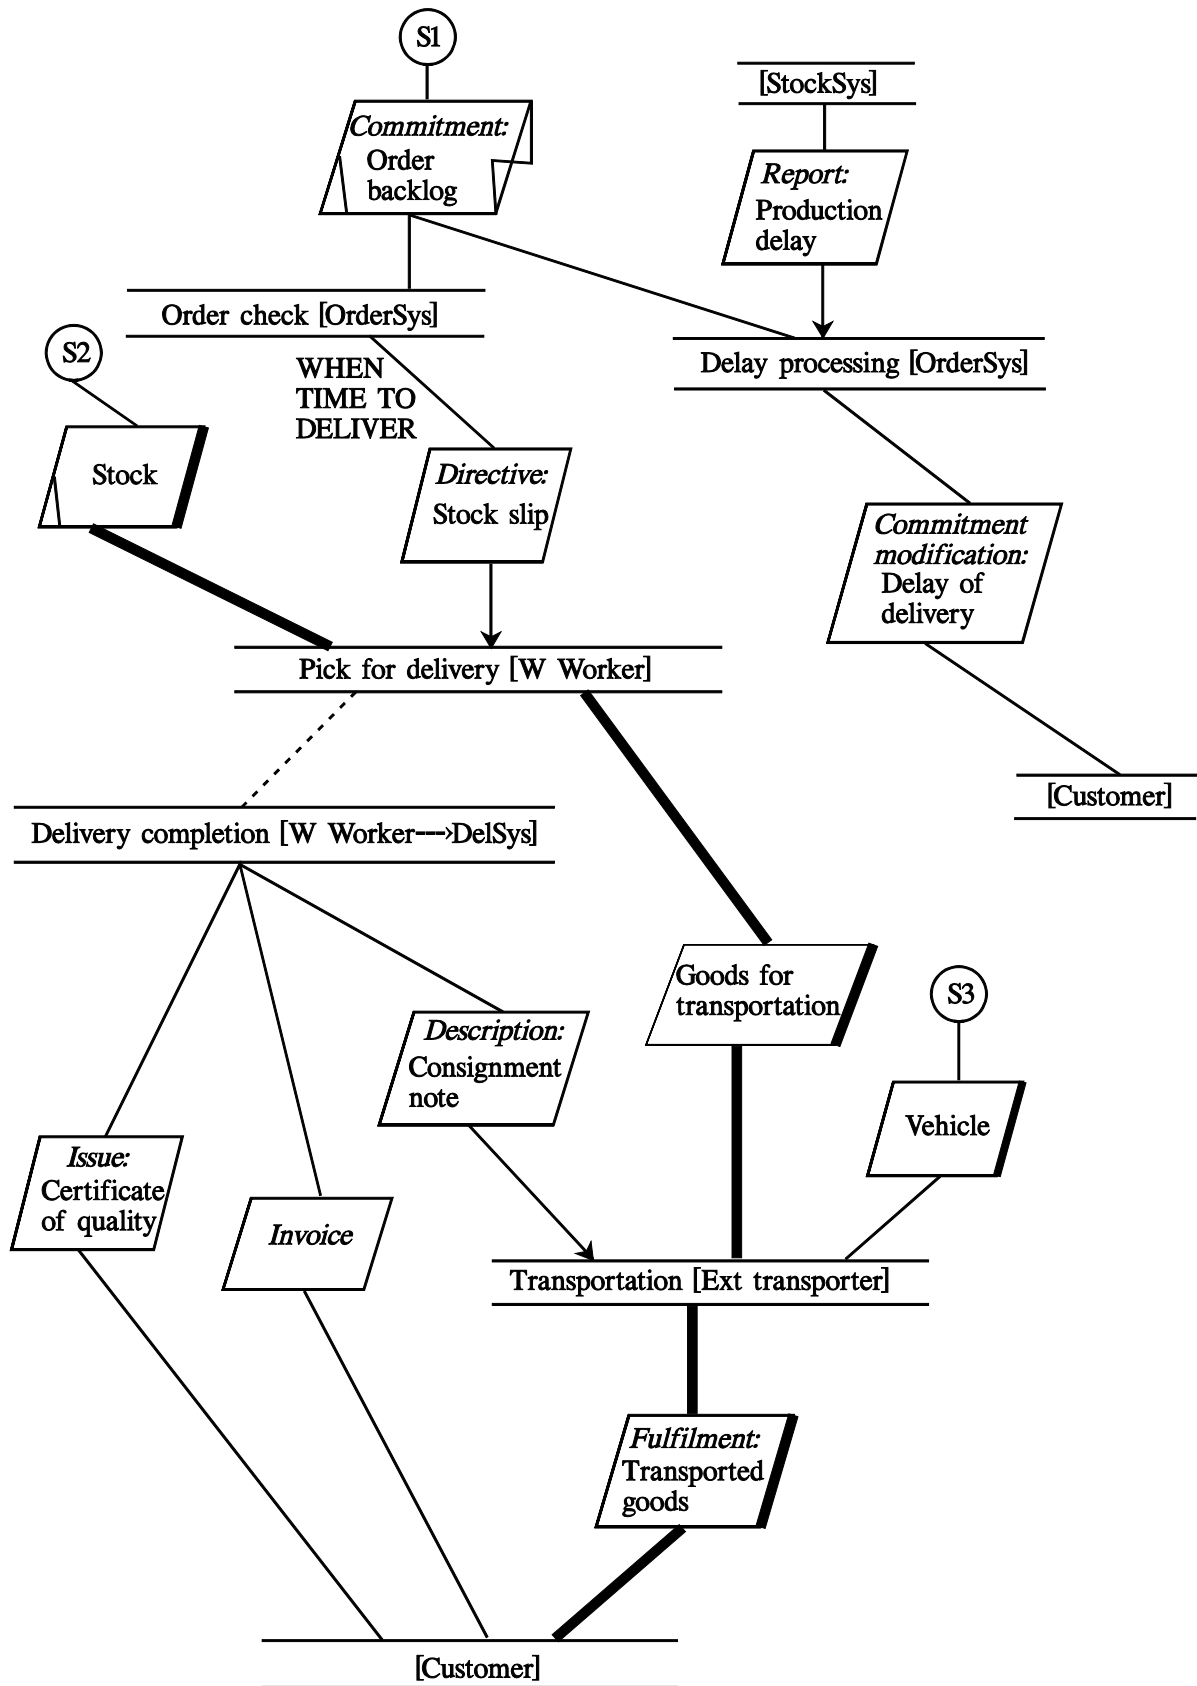 S1
[StockSys]
Commitment:
Order
backlog
Report:
Production
delay
Order check [OrderSys]
S2
WHEN
TIME TO
DELIVER
Delay processing [OrderSys]
Stock
Directive:
Stock slip
Commitment
modification:
Delay of
delivery
Pick for delivery [W Worker]
[Customer]
Delivery completion [W Worker--->DelSys]
Goods for
transportation
S3
Description:
Consignment
note
Vehicle
Issue:
Certificate
of quality
Invoice
Transportation [Ext transporter]
Fulfilment:
Transported
goods
[Customer]